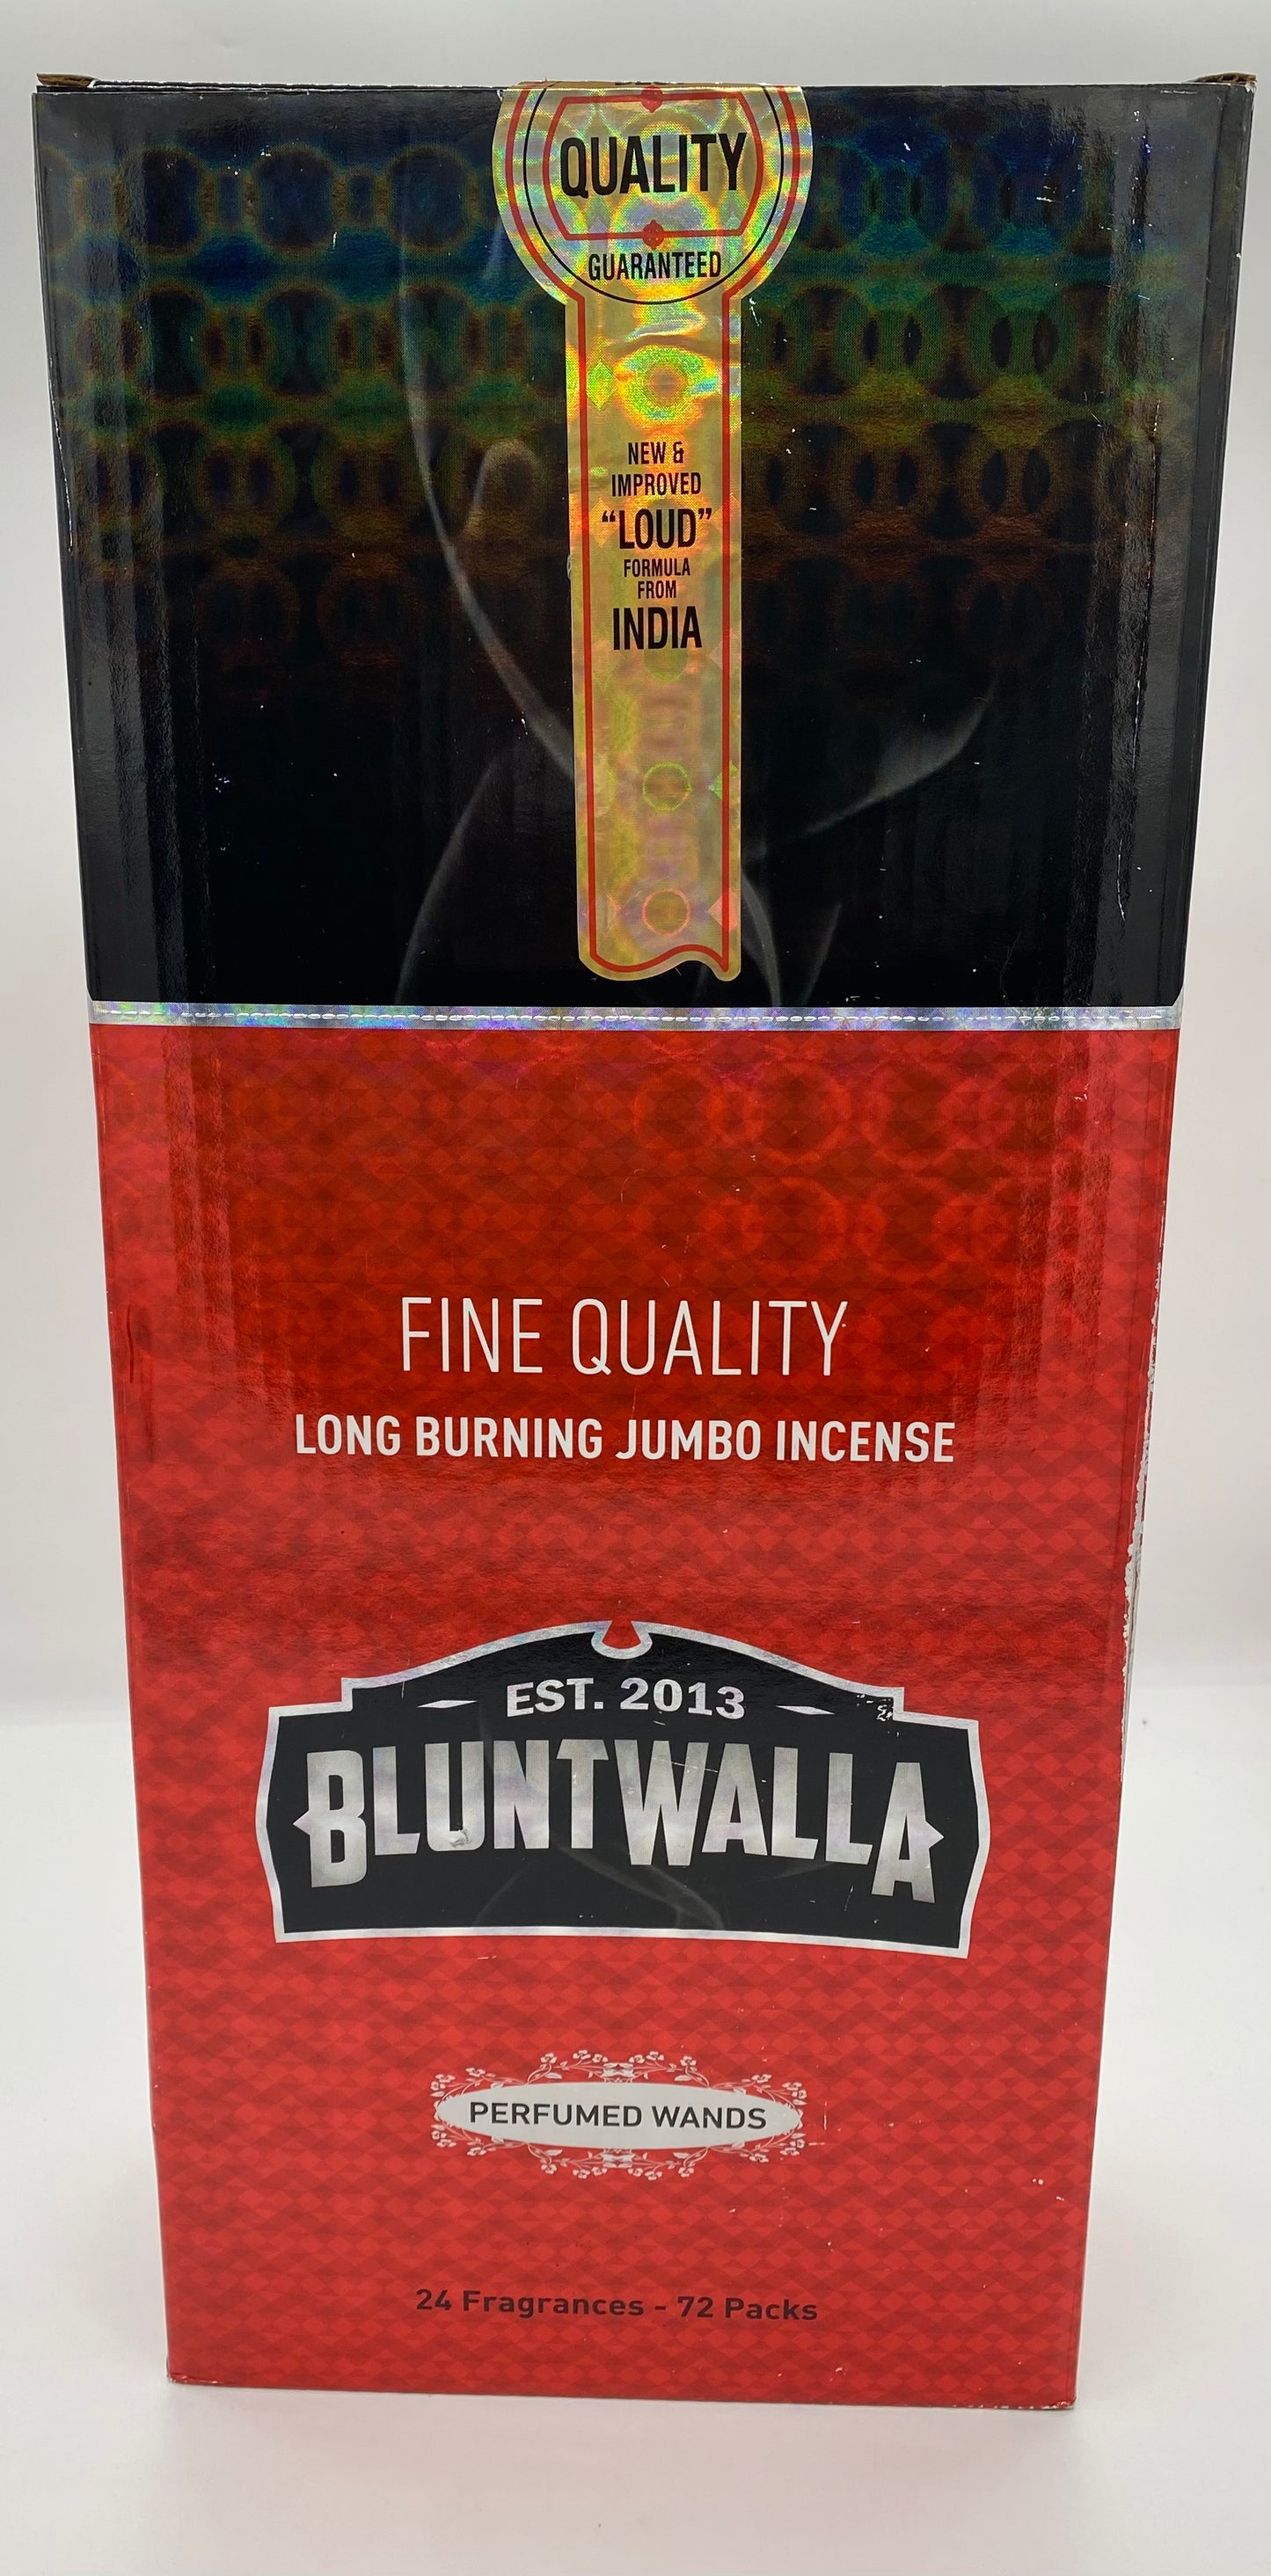 QUALITY
GUARANTEED
NEW &
IMPROVED
“LOUD”
FORMULA
FROM
INDIA
FINE QUALITY
LONG BURNING JUMBO INCENSE
EST. 2013
BLUNTWALLA
PERFUMED WANDS
24 Fragrances - 72 Packs